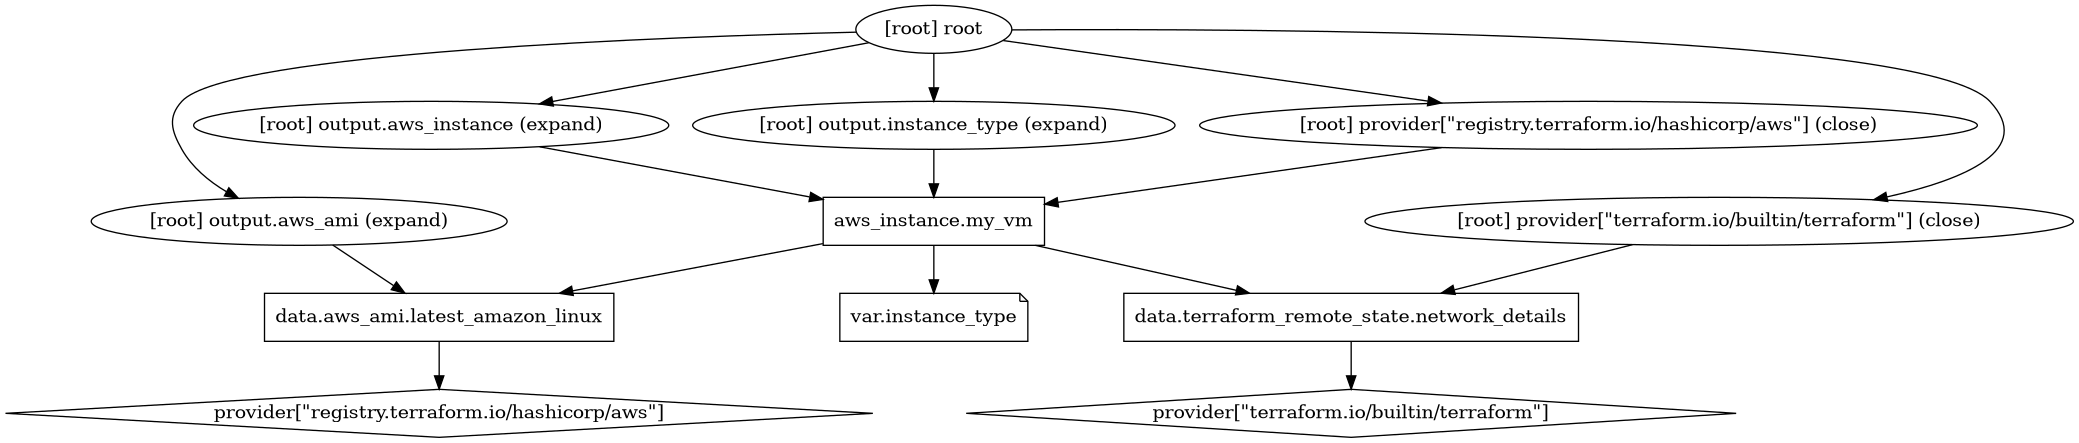 [root] root
[root] output.aws_instance (expand)
[root] output.instance_type (expand)
[root] provider[\"registry.terraform.io/hashicorp/aws\"] (close)
[root] output.aws_ami (expand)
aws_instance.my_vm
[root] provider[\"terraform.io/builtin/terraform\"] (close)
data.aws_ami.latest_amazon_linux
var.instance_type
data.terraform_remote_state.network_details
provider[\"registry.terraform.io/hashicorp/aws\"]
provider[\"terraform.io/builtin/terraform\"]